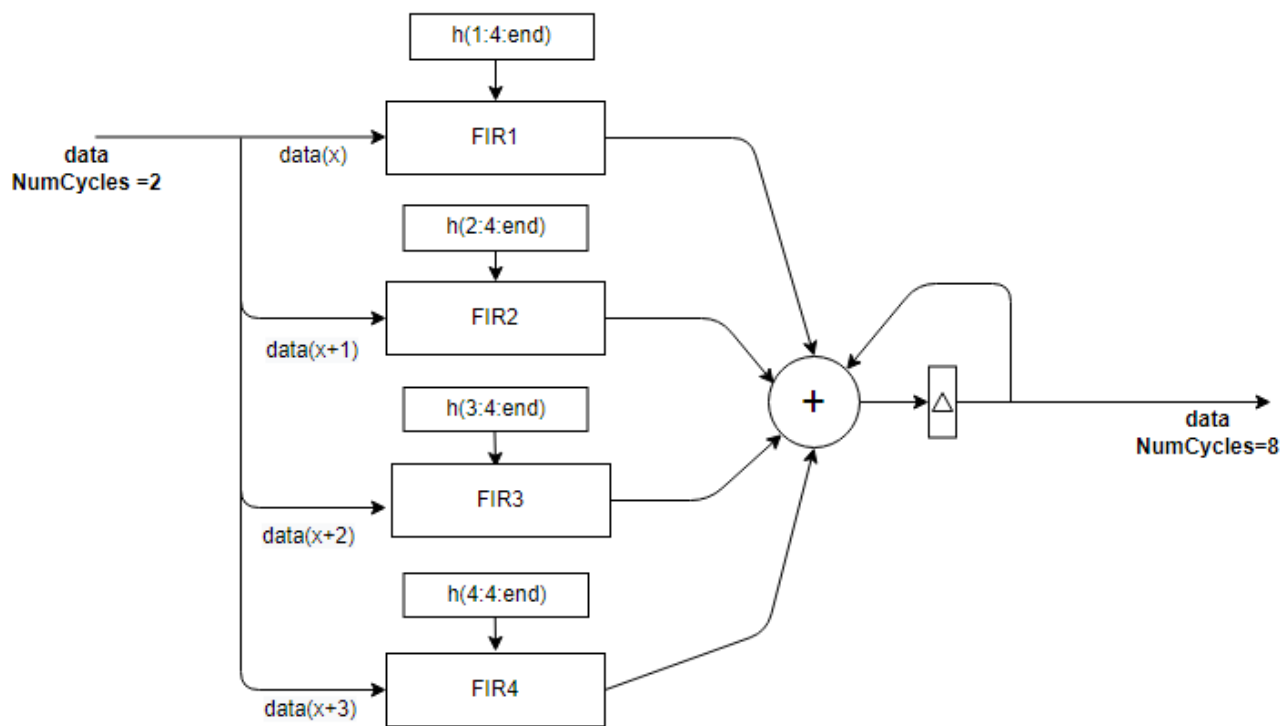 h(1:4:end)
FIR1
data
NumCycles =2
data(x)
h(2:4:end)
FIR2
data(x+1)
h(3:4:end)
+
data
NumCycles=8
FIR3
data(x+2)
h(4:4:end)
FIR4
data(x+3)